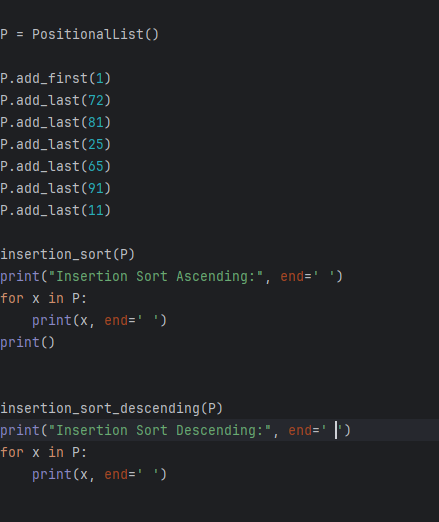 P = PositionalList()
P.add_first(1)
P.add_last(72)
P.add_last(81)
P.add_last(25)
P.add_last(65)
P.add_last(91)
P.add_last(11)
insertion_sort(P)
print("Insertion Sort Ascending:", end=' ')
for x in P:
    print(x, end=' ')
print()
insertion_sort_descending(P)
print("Insertion Sort Descending:", end=' ')
for x in P:
    print(x, end=' ')